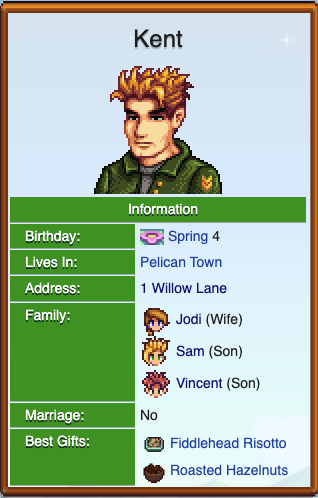 Kent
Information
Birthday: Spring 4
Lives In: Pelican Town
Address: 1 Willow Lane
Family: Jodi (Wife)
Sam (Son)
Vincent (Son)
Marriage: No
Best Gifts: Fiddlehead Risotto
Roasted Hazelnuts